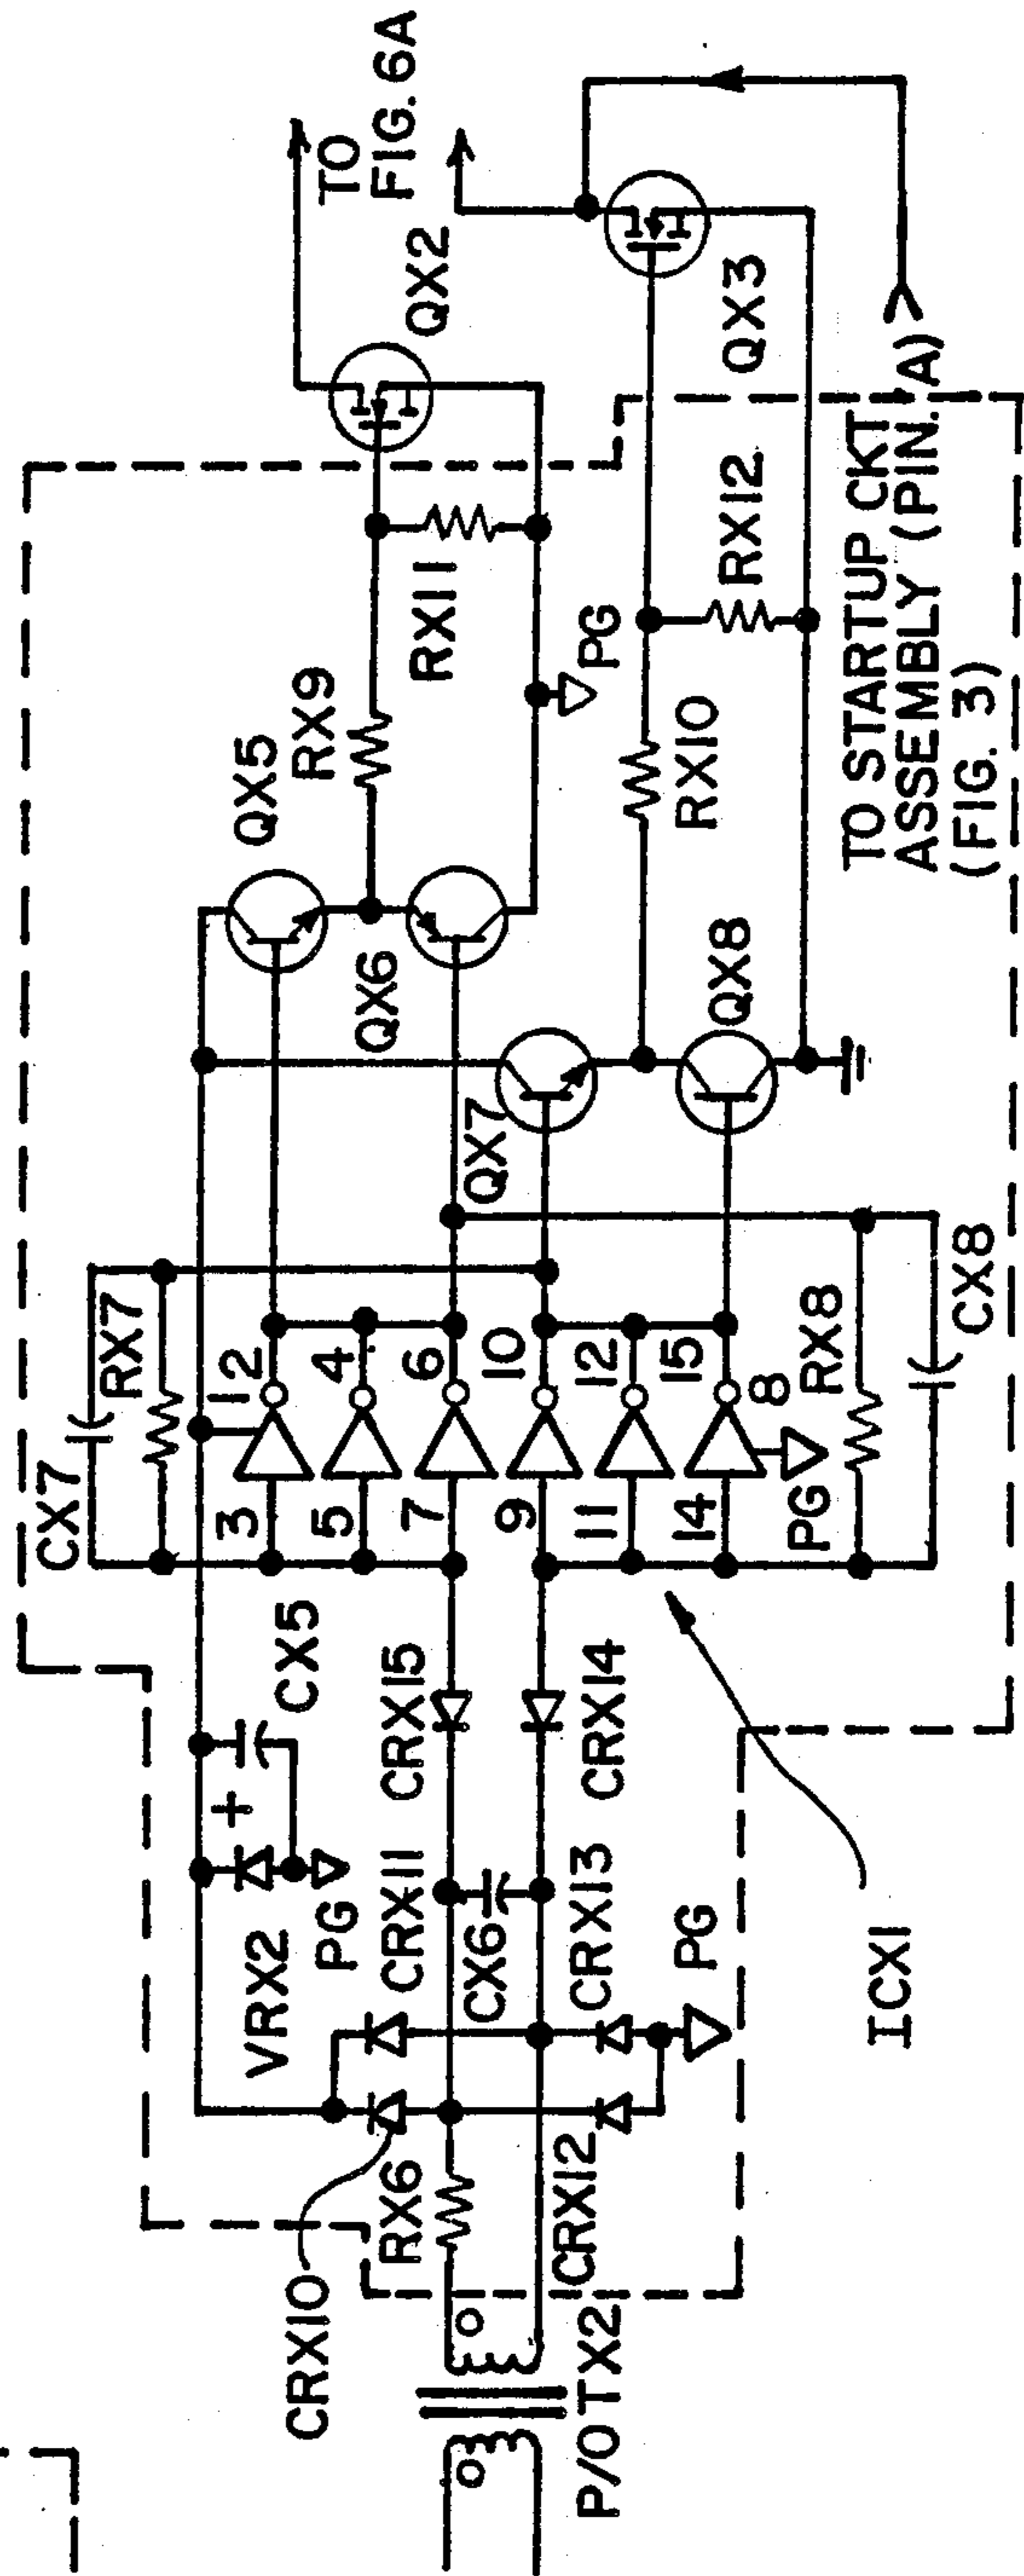 TO
FIG. 6A
QX2
QX3
RX11
RX12
RX9
QX5
PG
RX10
TO STARTUP CKT
ASSEMBLY (PIN. A)
(FIG. 3)
QX6
QX8
QX7
CX7
RX7
3
12
5
4
7
6
9
10
11
12
14
15
8
PG
RX8
CX8
+
CX5
CRX15
CRX14
VRX2
PG
CRX11
CX6
CRX13
PG
ICX1
CRX10
RX6
CRX12
P/O TX2